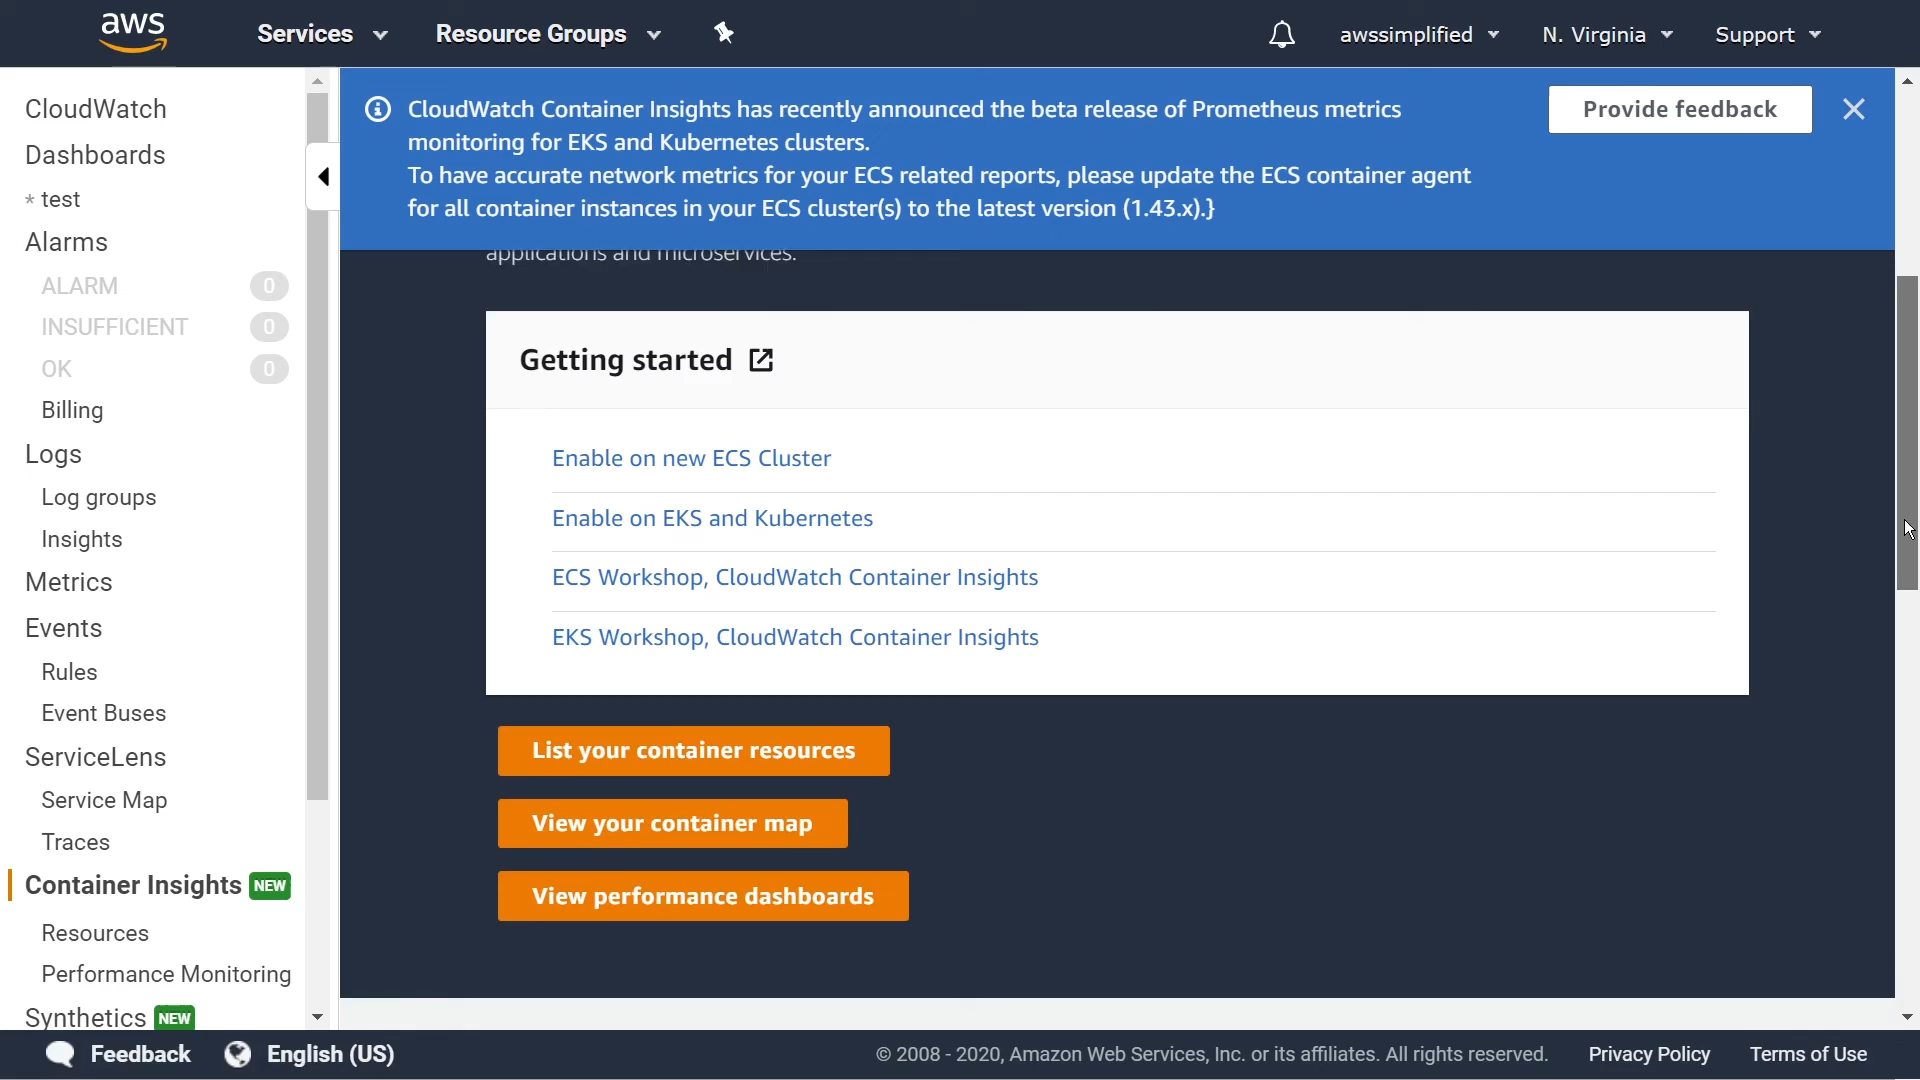 aws
Services
Resource Groups
awssimplified
N. Virginia
Support
CloudWatch
Dashboards
* test
Alarms
ALARM 0
INSUFFICIENT 0
OK 0
Billing
Logs
Log groups
Insights
Metrics
Events
Rules
Event Buses
ServiceLens
Service Map
Traces
Container Insights NEW
Resources
Performance Monitoring
Synthetics NEW
CloudWatch Container Insights has recently announced the beta release of Prometheus metrics
monitoring for EKS and Kubernetes clusters.
To have accurate network metrics for your ECS related reports, please update the ECS container agent
for all container instances in your ECS cluster(s) to the latest version (1.43.x).}
Provide feedback
applications and microservices.
Getting started
Enable on new ECS Cluster
Enable on EKS and Kubernetes
ECS Workshop, CloudWatch Container Insights
EKS Workshop, CloudWatch Container Insights
List your container resources
View your container map
View performance dashboards
Feedback
English (US)
© 2008 - 2020, Amazon Web Services, Inc. or its affiliates. All rights reserved.
Privacy Policy
Terms of Use